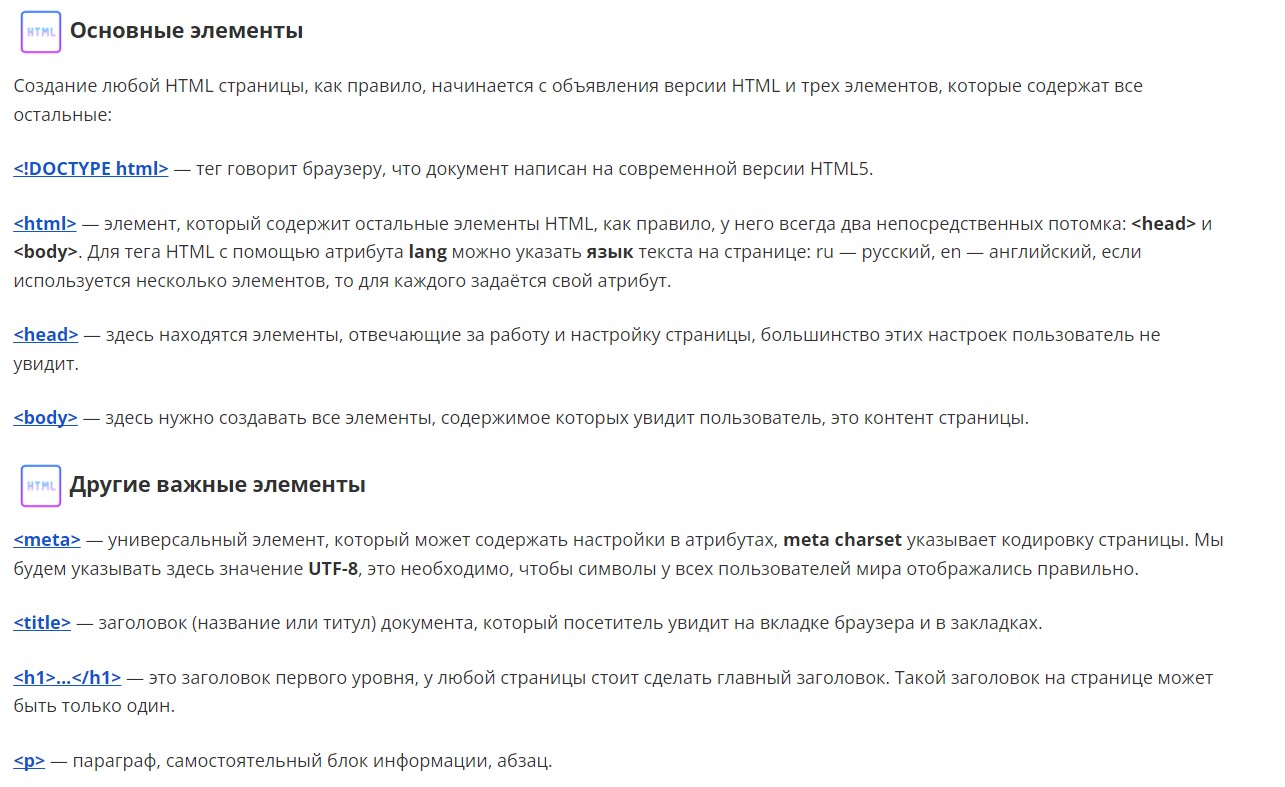 HTML Основные элементы
Создание любой HTML страницы, как правило, начинается с объявления версии HTML и трех элементов, которые содержат все
остальные:
<!DOCTYPE html> — тег говорит браузеру, что документ написан на современной версии HTML5.
<html> — элемент, который содержит остальные элементы HTML, как правило, у него всегда два непосредственных потомка: <head> и
<body>. Для тега HTML с помощью атрибута lang можно указать язык текста на странице: ru — русский, en — английский, если
используется несколько элементов, то для каждого задаётся свой атрибут.
<head> — здесь находятся элементы, отвечающие за работу и настройку страницы, большинство этих настроек пользователь не
увидит.
<body> — здесь нужно создавать все элементы, содержимое которых увидит пользователь, это контент страницы.
HTML Другие важные элементы
<meta> — универсальный элемент, который может содержать настройки в атрибутах, meta charset указывает кодировку страницы. Мы
будем указывать здесь значение UTF-8, это необходимо, чтобы символы у всех пользователей мира отображались правильно.
<title> — заголовок (название или титул) документа, который посетитель увидит на вкладке браузера и в закладках.
<h1>...</h1> — это заголовок первого уровня, у любой страницы стоит сделать главный заголовок. Такой заголовок на странице может
быть только один.
<p> — параграф, самостоятельный блок информации, абзац.